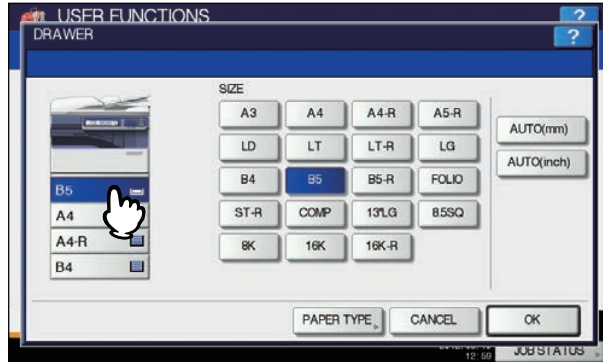 USER FUNCTIONS
?
DRAWER
?
SIZE
A3 A4 A4-R A5-R
LD LT LT-R LG
B4 B5 B5-R FOLIO
ST-R COMP 13"LG 8.5SQ
8K 16K 16K-R
AUTO(mm)
AUTO(inch)
B5
A4
A4-R
B4
PAPER TYPE
CANCEL
OK
12:59
JOB STATUS